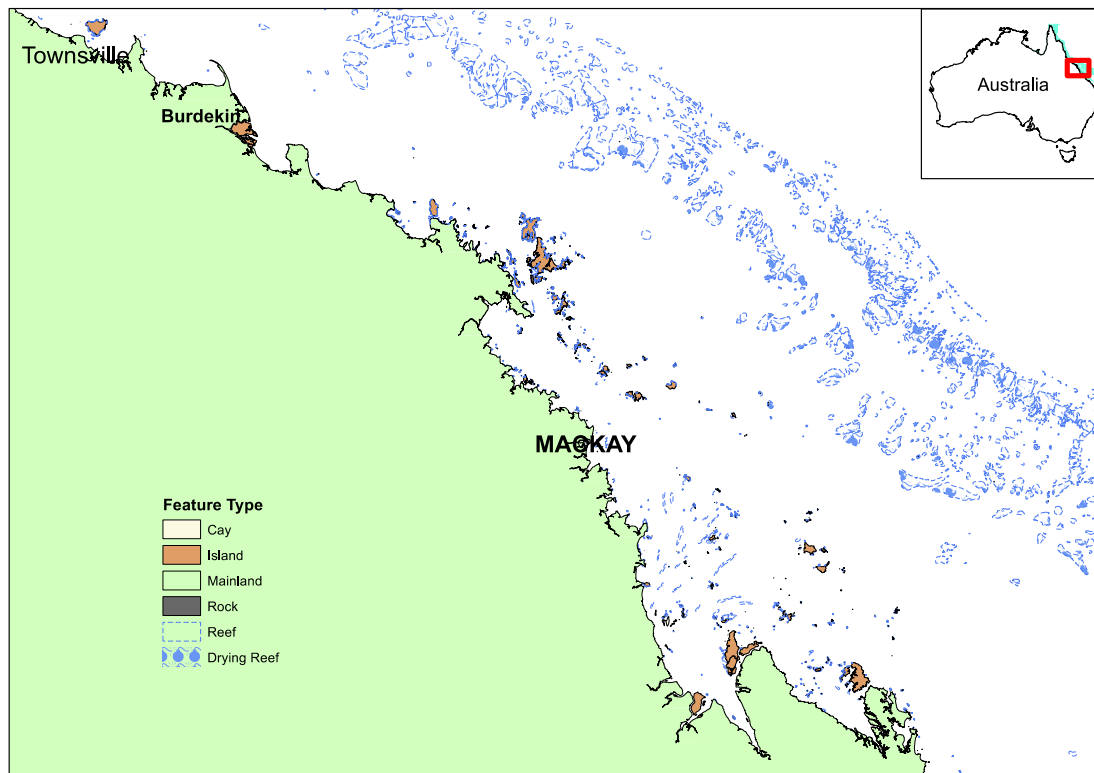 Townsville
Burdekin
Australia
MACKAY
Feature Type
Cay
Island
Mainland
Rock
Reef
Drying Reef